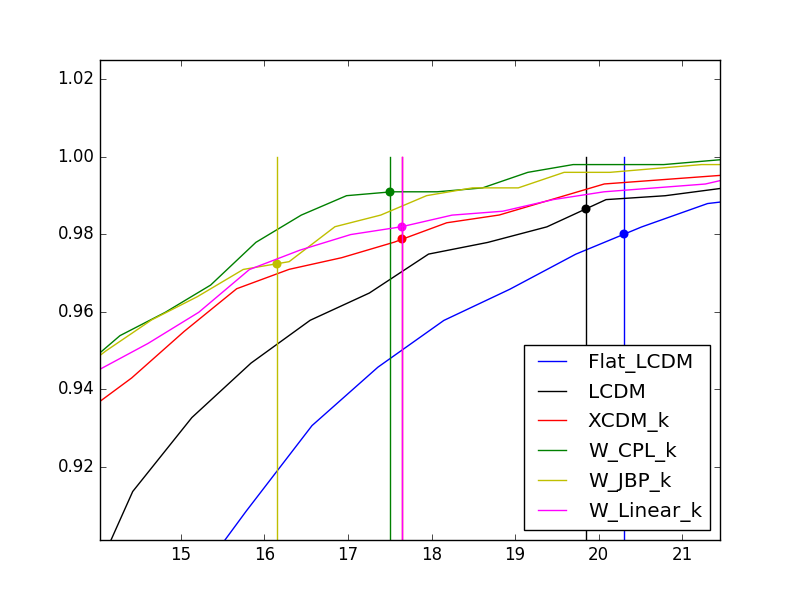 1.02
1.00
0.98
0.96
0.94
0.92
15 16 17 18 19 20 21
Flat_LCDM
LCDM
XCDM_k
W_CPL_k
W_JBP_k
W_Linear_k